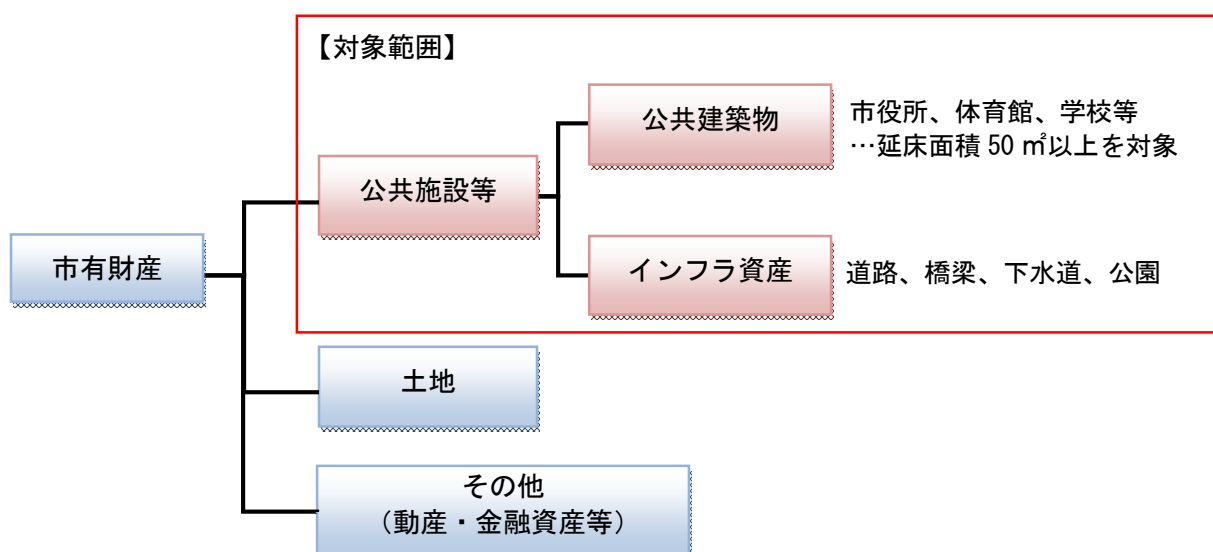 【対象範囲】
公共建築物
市役所、体育館、学校等
…延床面積 50 ㎡以上を対象
公共施設等
市有財産
インフラ資産
道路、橋梁、下水道、公園
土地
その他
（動産・金融資産等）